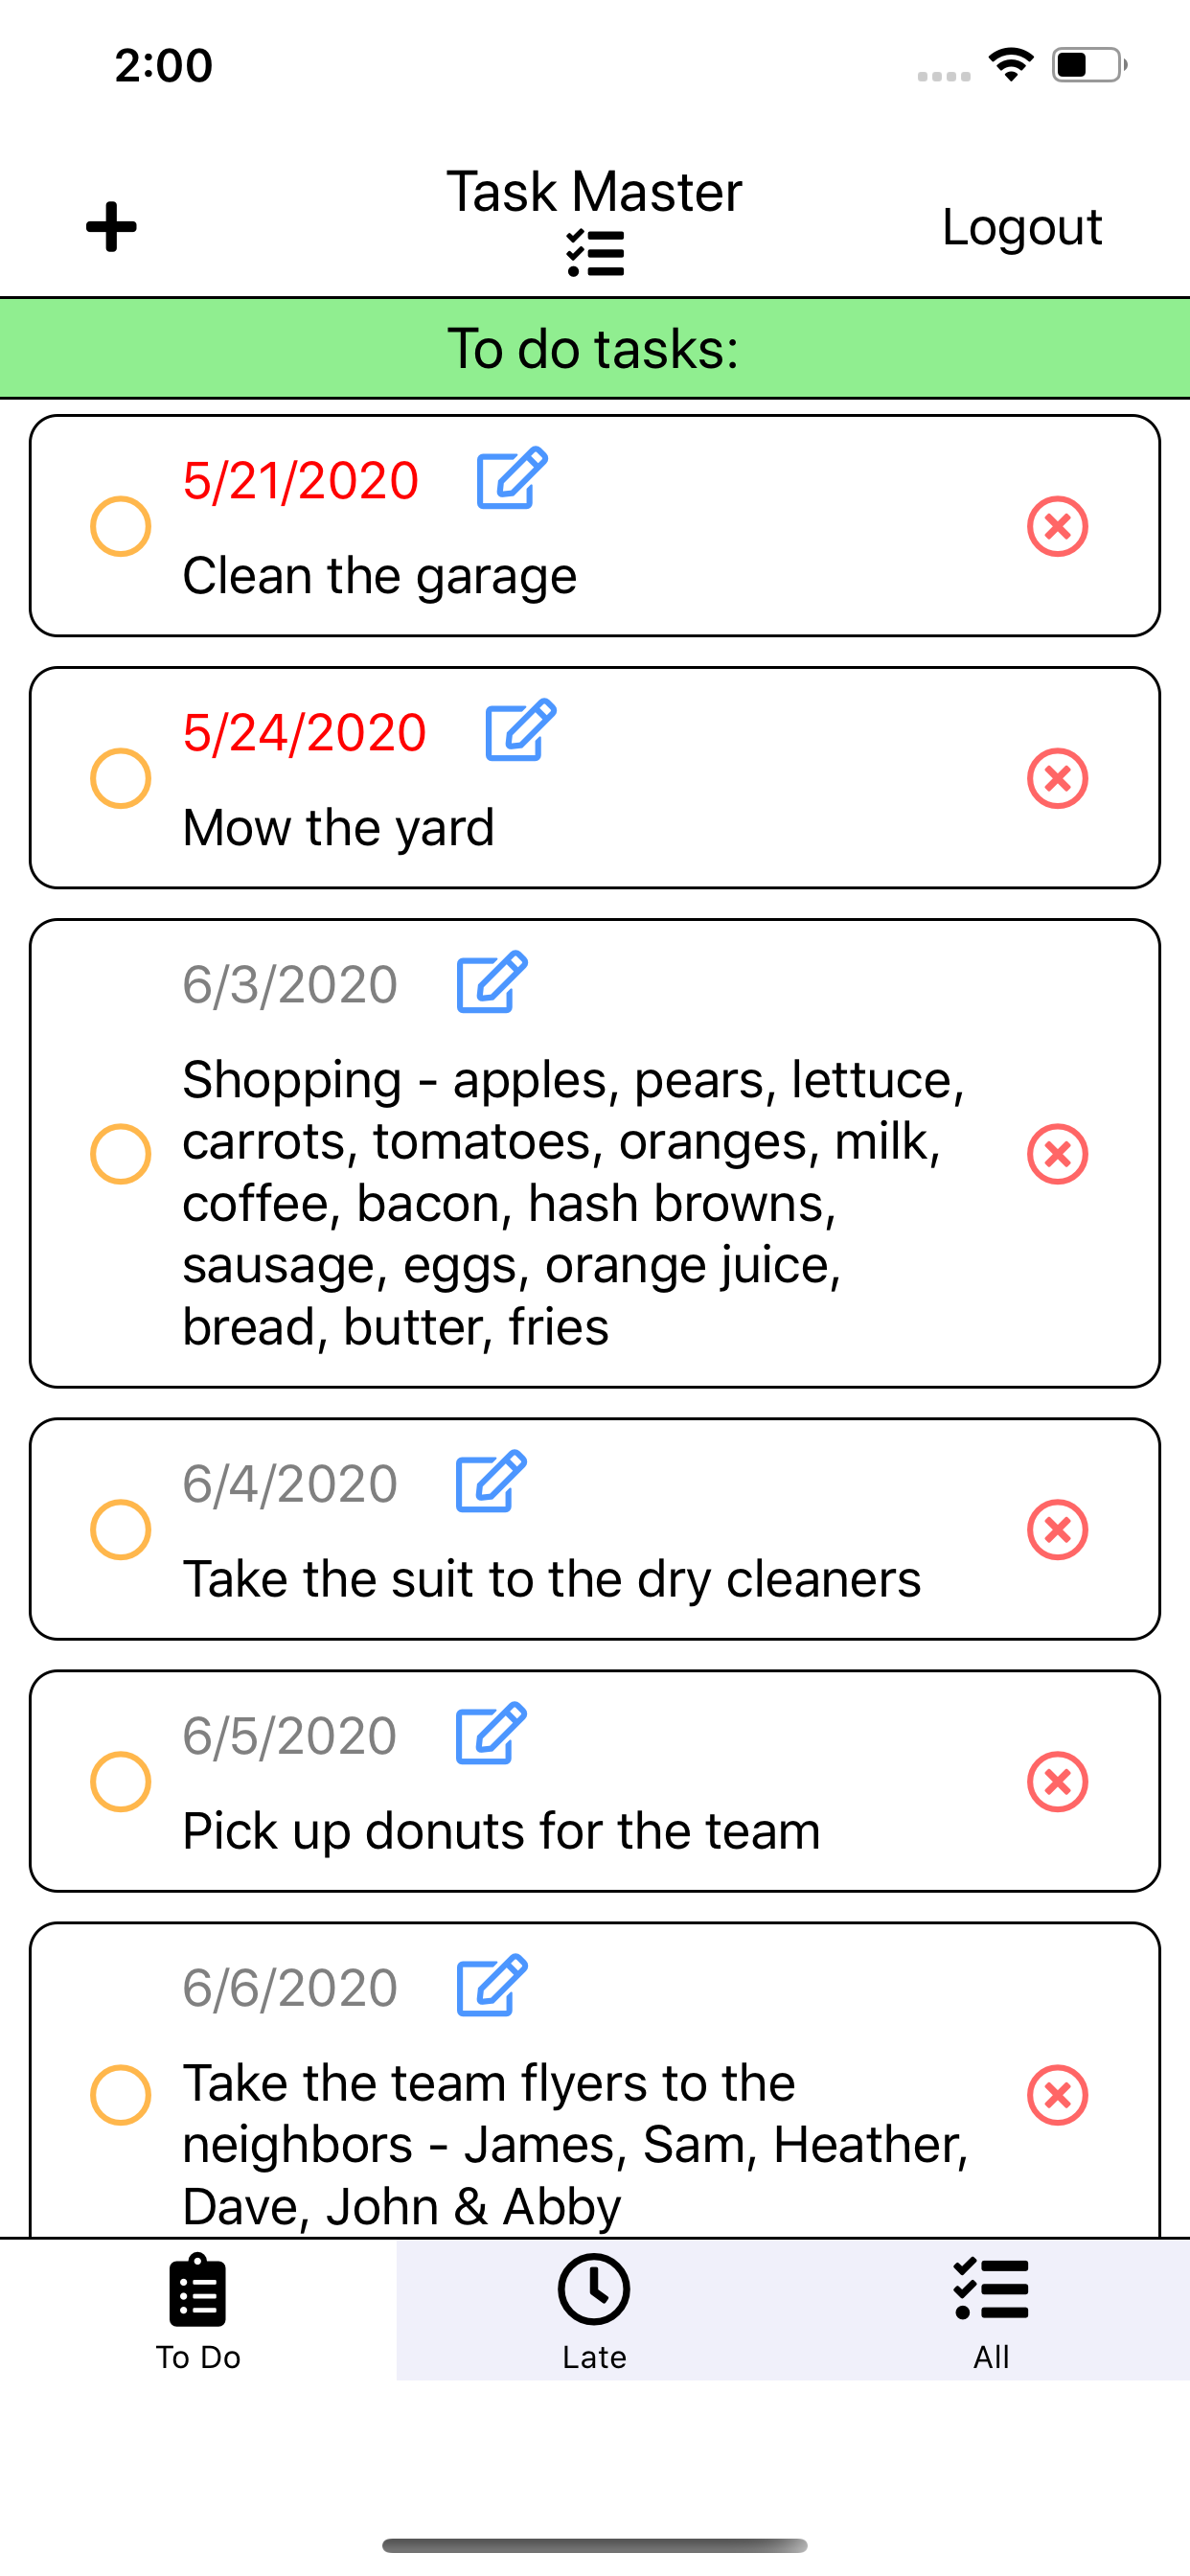 2:00
Task Master
Logout
To do tasks:
5/21/2020
Clean the garage
5/24/2020
Mow the yard
6/3/2020
Shopping - apples, pears, lettuce,
carrots, tomatoes, oranges, milk,
coffee, bacon, hash browns,
sausage, eggs, orange juice,
bread, butter, fries
6/4/2020
Take the suit to the dry cleaners
6/5/2020
Pick up donuts for the team
6/6/2020
Take the team flyers to the
neighbors - James, Sam, Heather,
Dave, John & Abby
To Do
Late
All